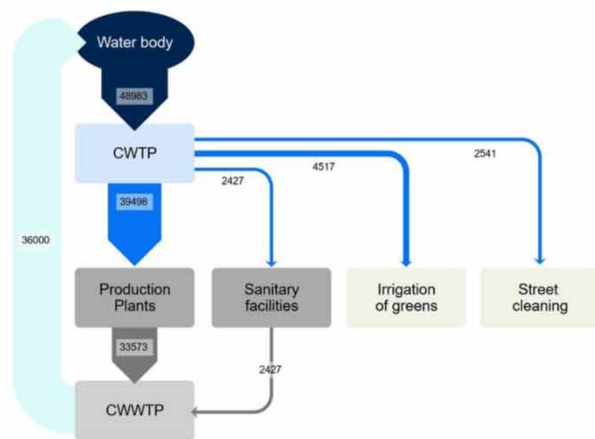 Water body
48983
CWTP
2541
4517
2427
39498
36000
Production
Plants
Sanitary
facilities
Irrigation
of greens
Street
cleaning
33573
2427
CWWTP